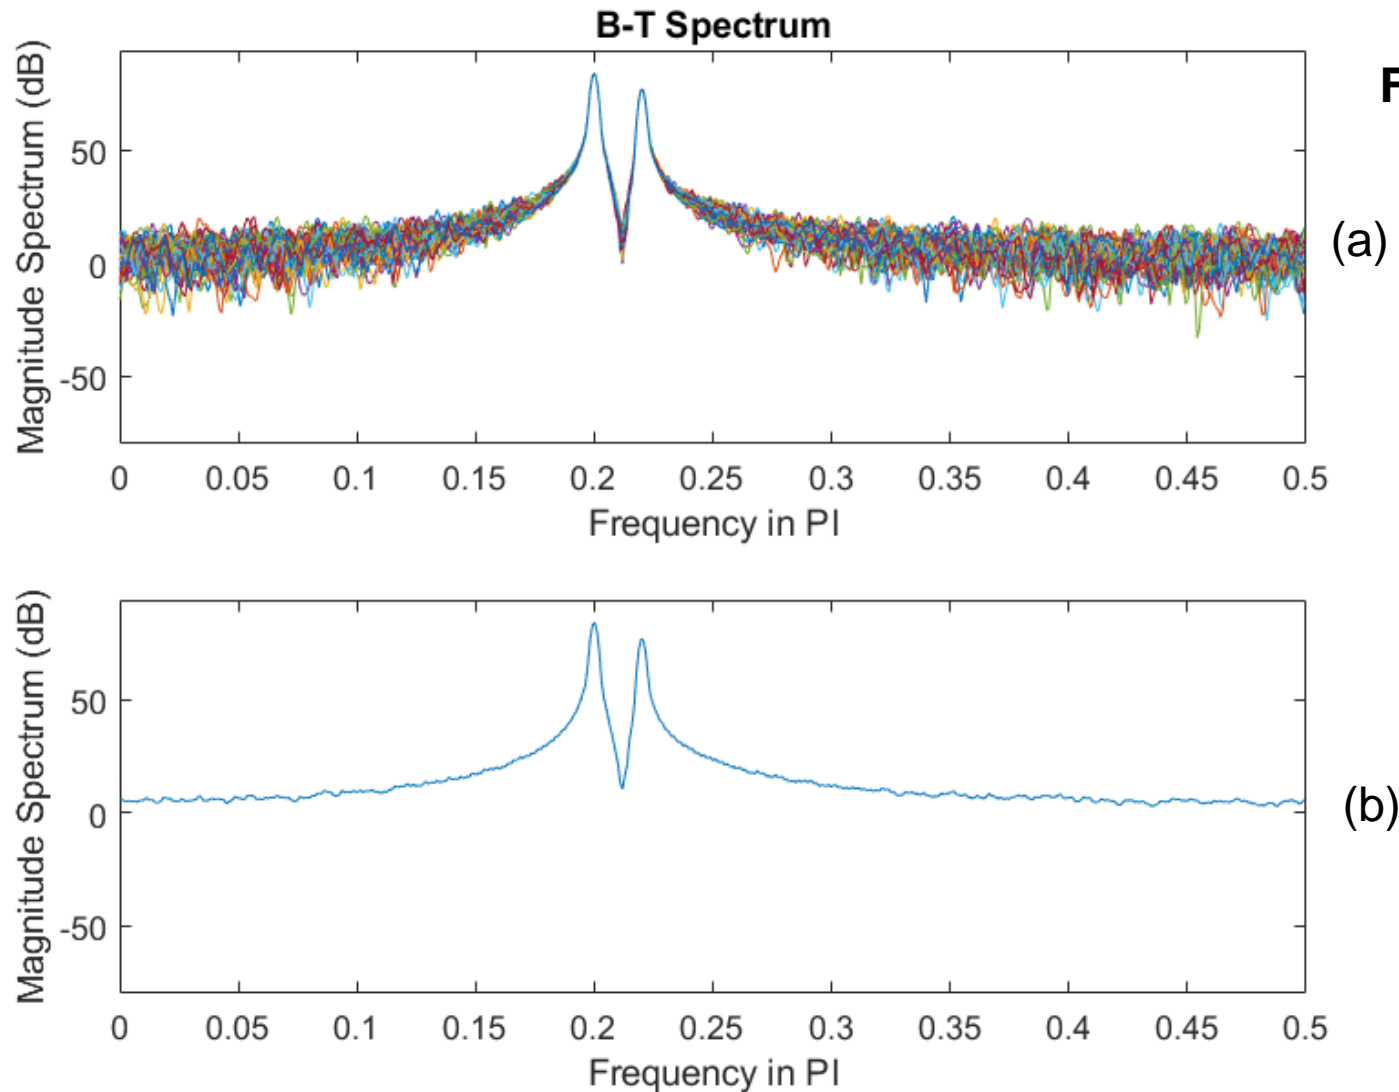 B-T Spectrum
F
Magnitude Spectrum (dB)
50
0
-50
(a)
0 0.05 0.1 0.15 0.2 0.25 0.3 0.35 0.4 0.45 0.5
Frequency in PI
Magnitude Spectrum (dB)
50
0
-50
(b)
0 0.05 0.1 0.15 0.2 0.25 0.3 0.35 0.4 0.45 0.5
Frequency in PI